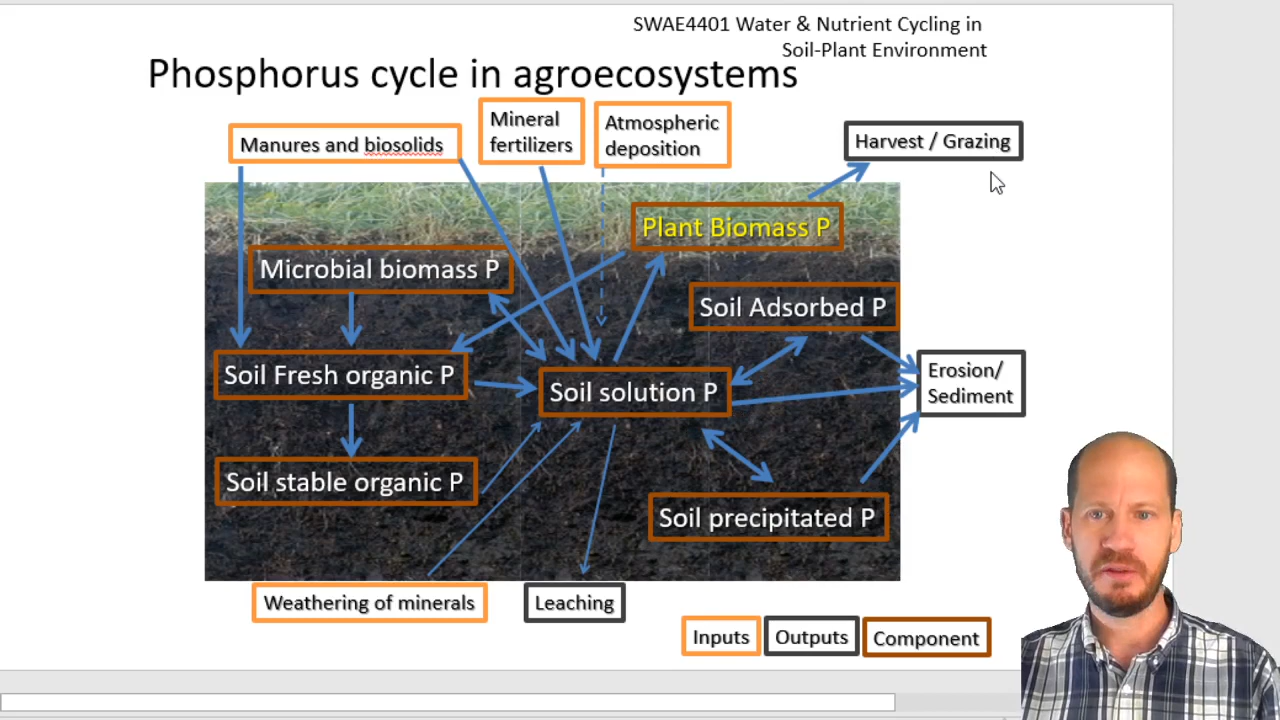 SWAE4401 Water & Nutrient Cycling in
Soil-Plant Environment
Phosphorus cycle in agroecosystems
Manures and biosolids
Mineral
fertilizers
Atmospheric
deposition
Harvest / Grazing
Plant Biomass P
Microbial biomass P
Soil Adsorbed P
Soil Fresh organic P
Soil solution P
Erosion/
Sediment
Soil stable organic P
Soil precipitated P
Weathering of minerals
Leaching
Inputs
Outputs
Component